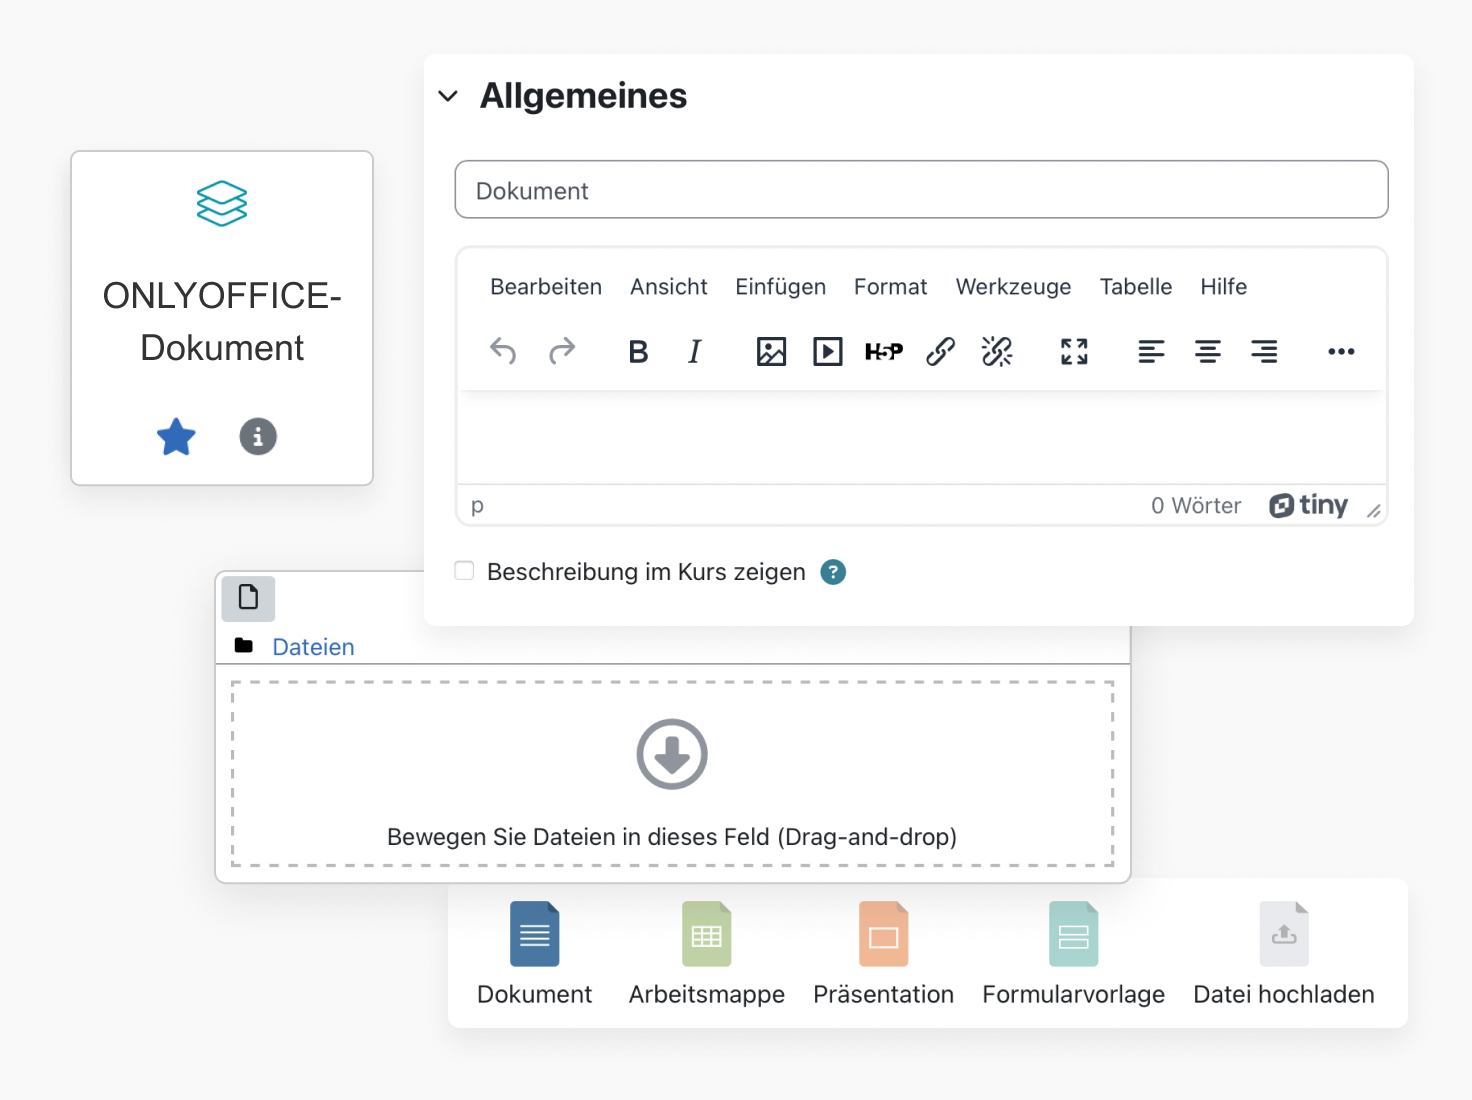 Allgemeines
Dokument
ONLYOFFICE-
Dokument
Bearbeiten Ansicht Einfügen Format Werkzeuge Tabelle Hilfe
B I H5P
p 0 Wörter tiny
Beschreibung im Kurs zeigen ?
Dateien
Bewegen Sie Dateien in dieses Feld (Drag-and-drop)
Dokument Arbeitsmappe Präsentation Formularvorlage Datei hochladen